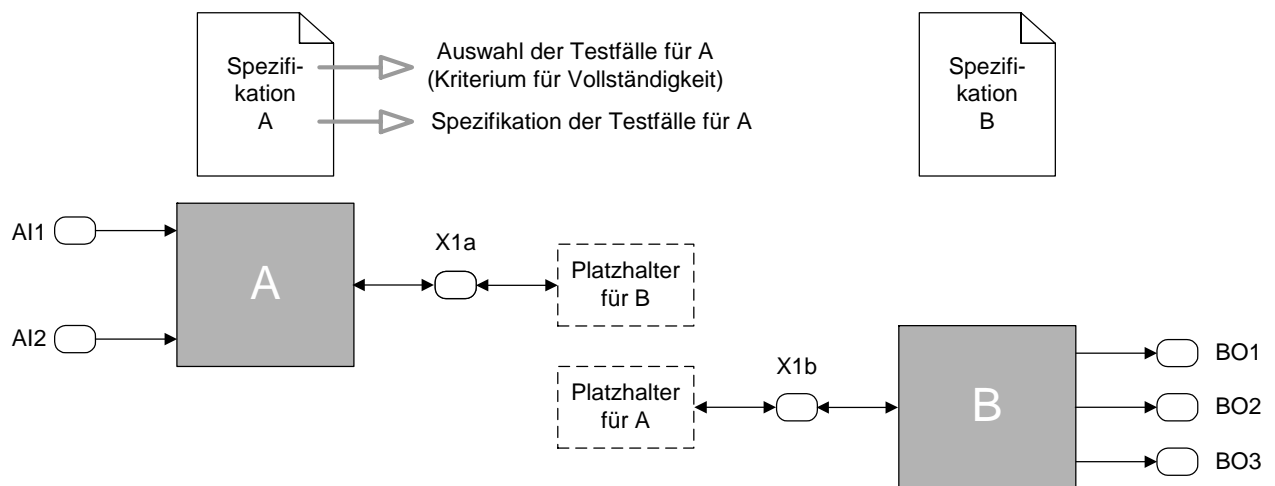 Spezifi-
kation
A
Auswahl der Testfälle für A
(Kriterium für Vollständigkeit)
Spezifikation der Testfälle für A
Spezifi-
kation
B
AI1
AI2
A
X1a
Platzhalter
für B
Platzhalter
für A
X1b
B
BO1
BO2
BO3